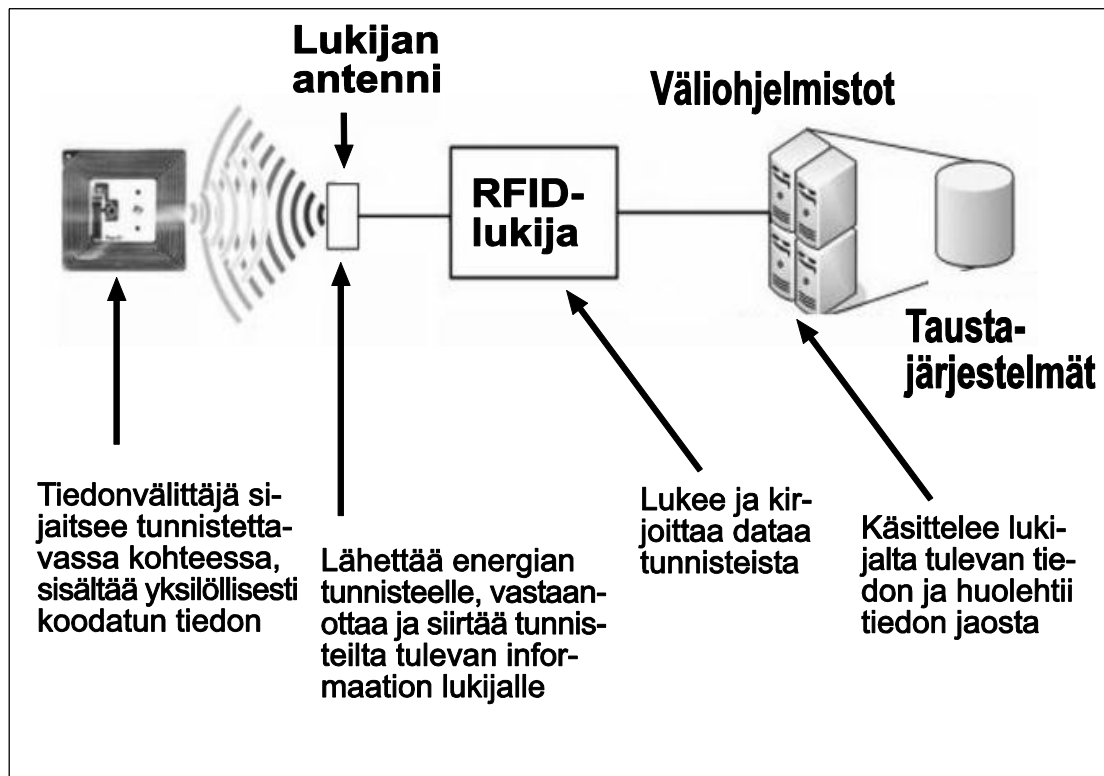 Lukijan
antenni
Väliohjelmistot
RFID-
lukija
Tausta-
järjestelmät
Tiedonvälittäjä si-
jaitsee tunnistetta-
vassa kohteessa,
sisältää yksilöllisesti
koodatun tiedon
Lähettää energian
tunnisteelle, vastaan-
ottaa ja siirtää tunnis-
teilta tulevan infor-
maation lukijalle
Lukee ja kir-
joittaa dataa
tunnisteista
Käsittelee luki-
jalta tulevan tie-
don ja huolehtii
tiedon jaosta